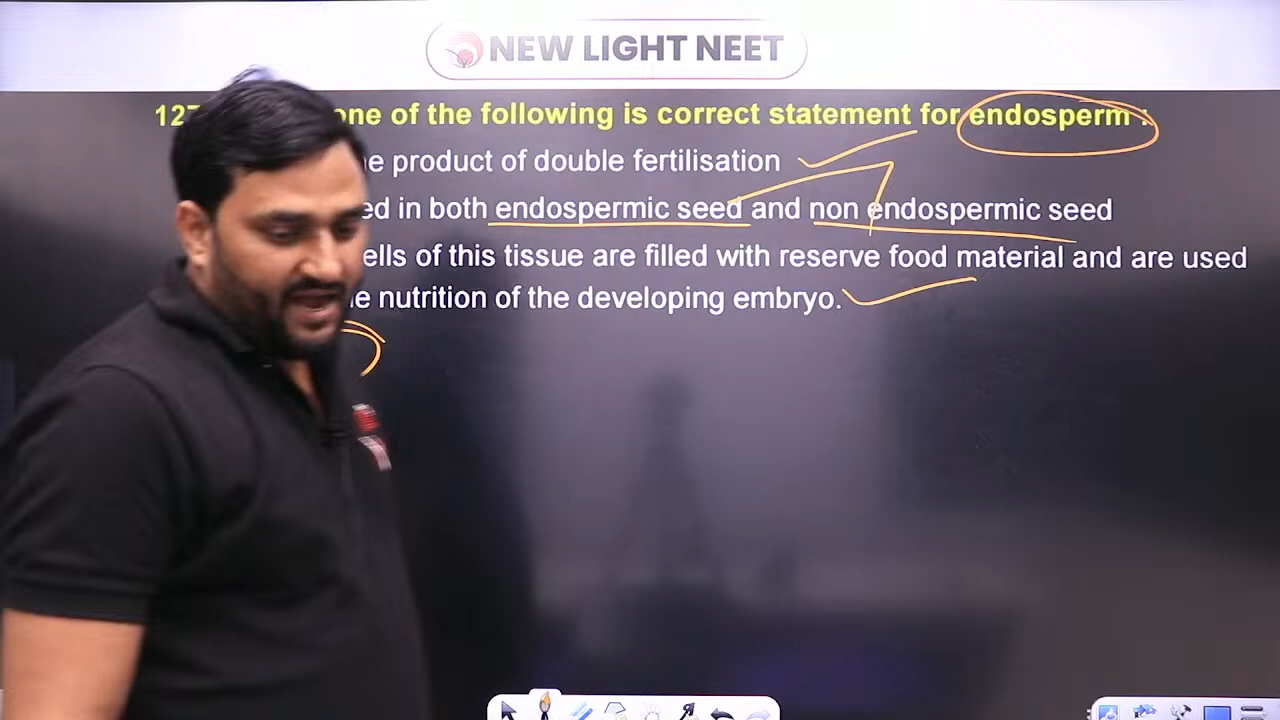 NEW LIGHT NEET
127 one of the following is correct statement for endosperm :
product of double fertilisation
in both endospermic seed and non endospermic seed
of this tissue are filled with reserve food material and are used
nutrition of the developing embryo.